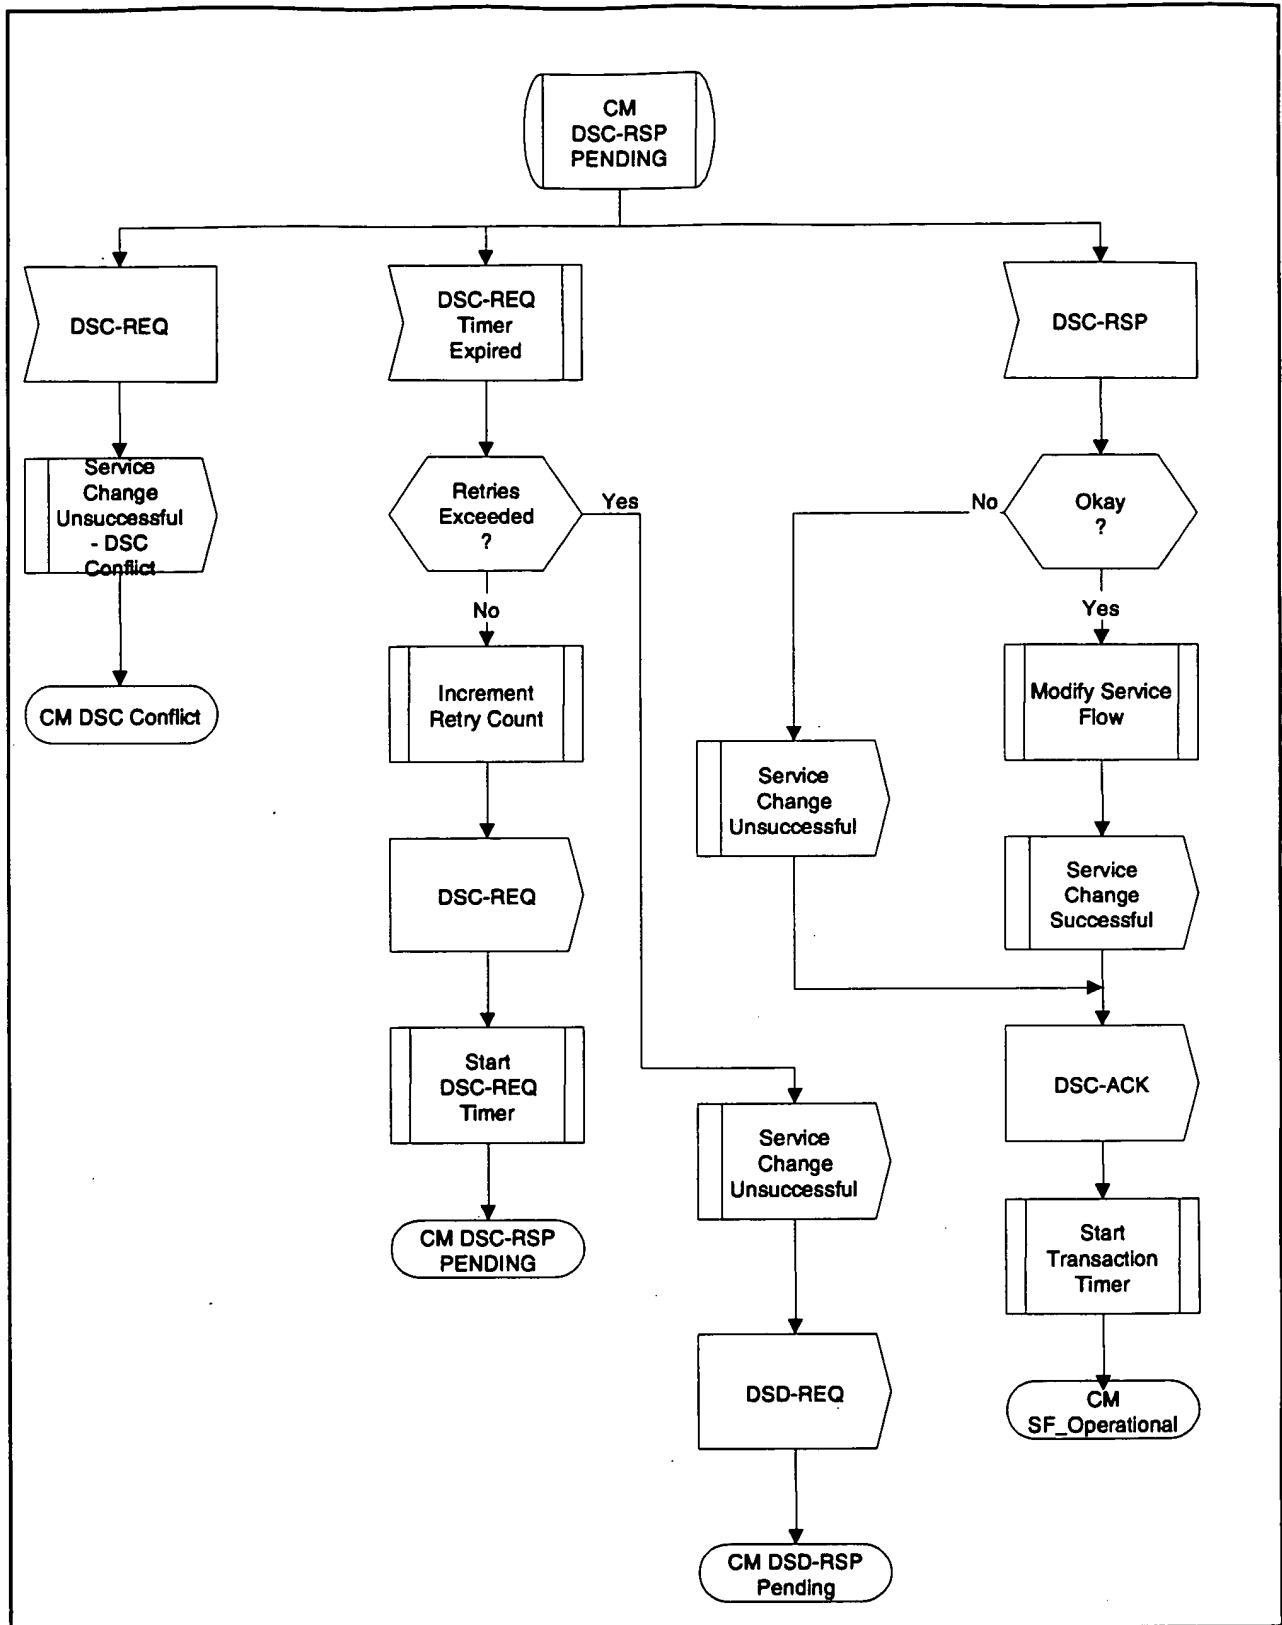 CM
DSC-RSP
PENDING
DSC-REQ
DSC-REQ
Timer
Expired
DSC-RSP
Service
Change
Unsuccessful
- DSC
Conflict
Retries
Exceeded
?
Yes
No
Okay
?
No
Yes
CM DSC Conflict
Increment
Retry Count
Modify Service
Flow
Service
Change
Unsuccessful
DSC-REQ
Service
Change
Successful
Start
DSC-REQ
Timer
DSC-ACK
Service
Change
Unsuccessful
CM DSC-RSP
PENDING
Start
Transaction
Timer
DSD-REQ
CM
SF_Operational
CM DSD-RSP
Pending